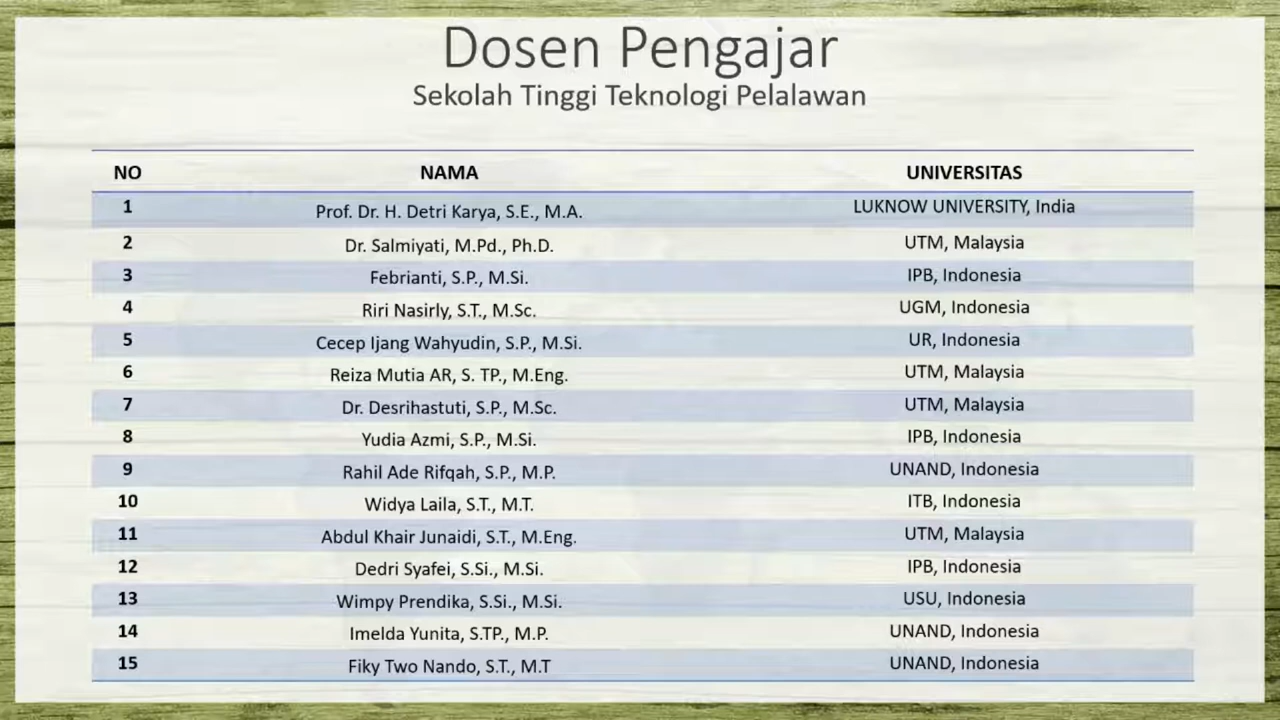 Dosen Pengajar
Sekolah Tinggi Teknologi Pelalawan
NO NAMA UNIVERSITAS
1 Prof. Dr. H. Detri Karya, S.E., M.A. LUKNOW UNIVERSITY, India
2 Dr. Salmiyati, M.Pd., Ph.D. UTM, Malaysia
3 Febrianti, S.P., M.Si. IPB, Indonesia
4 Riri Nasirly, S.T., M.Sc. UGM, Indonesia
5 Cecep Ijang Wahyudin, S.P., M.Si. UR, Indonesia
6 Reiza Mutia AR, S. TP., M.Eng. UTM, Malaysia
7 Dr. Desrihastuti, S.P., M.Sc. UTM, Malaysia
8 Yudia Azmi, S.P., M.Si. IPB, Indonesia
9 Rahil Ade Rifqah, S.P., M.P. UNAND, Indonesia
10 Widya Laila, S.T., M.T. ITB, Indonesia
11 Abdul Khair Junaidi, S.T., M.Eng. UTM, Malaysia
12 Dedri Syafei, S.Si., M.Si. IPB, Indonesia
13 Wimpy Prendika, S.Si., M.Si. USU, Indonesia
14 Imelda Yunita, S.TP., M.P. UNAND, Indonesia
15 Fiky Two Nando, S.T., M.T UNAND, Indonesia